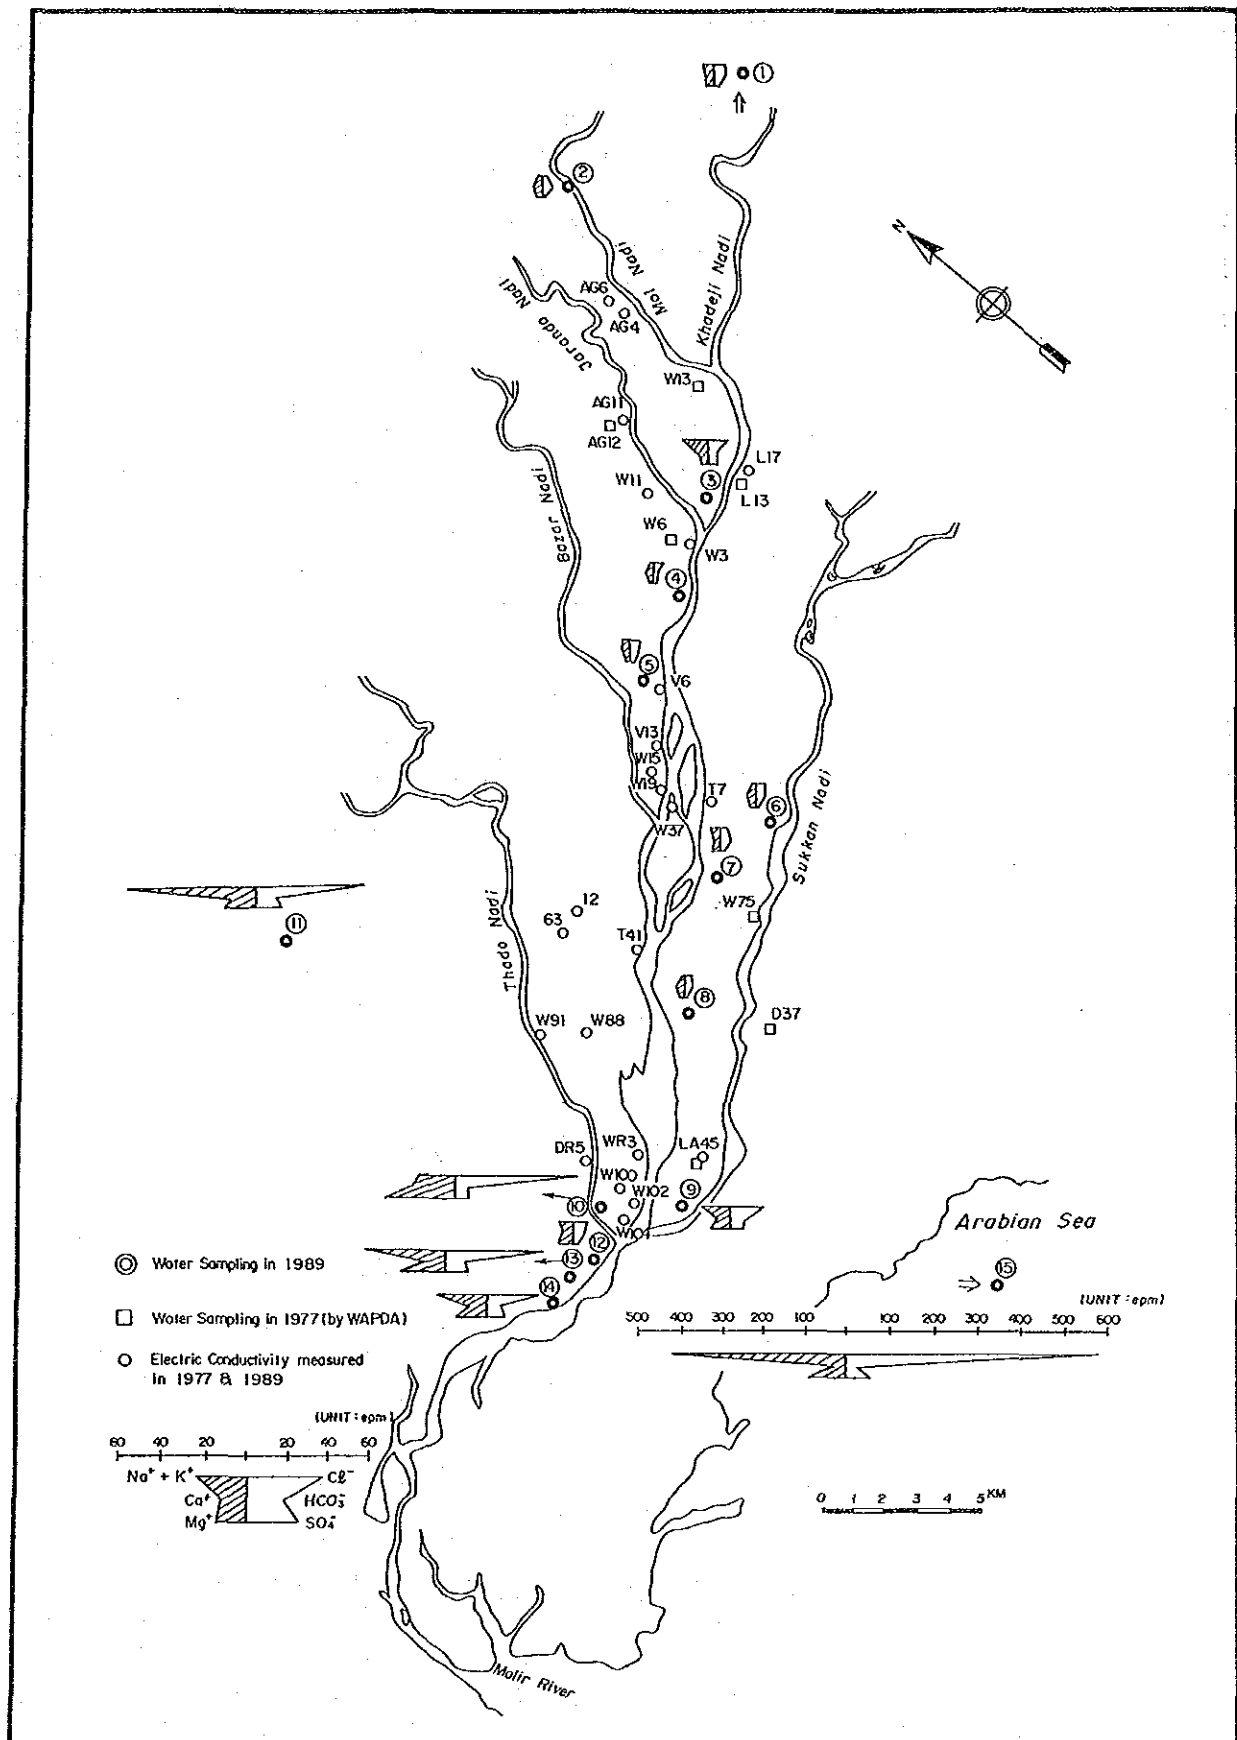 ①
②
N
Mol Nadi
Khadeji Nadi
AG6
AG4
Jaranda Nadi
W13
AG11
AG12
L17
③
L13
W11
Bazar Nadi
W6
W3
④
⑤
V6
V13
W15
W19
T7
W37
⑥
Sukkan Nadi
⑦
W75
12
63
⑪
T41
Thado Nadi
⑧
D37
W91
W88
DR5
WR3
LA45
W100
W102
⑩
⑨
W10
⑫
⑬
⑭
Arabian Sea
⑮
(UNIT : epm)
500 400 300 200 100 100 200 300 400 500 600
Water Sampling in 1989
Water Sampling in 1977 (by WAPDA)
Electric Conductivity measured
in 1977 & 1989
(UNIT : epm)
60 40 20 20 40 60
Na⁺ + K⁺ Cℓ⁻
Ca⁺ HCO₃⁻
Mg⁺ SO₄⁻
0 1 2 3 4 5 KM
Malir River